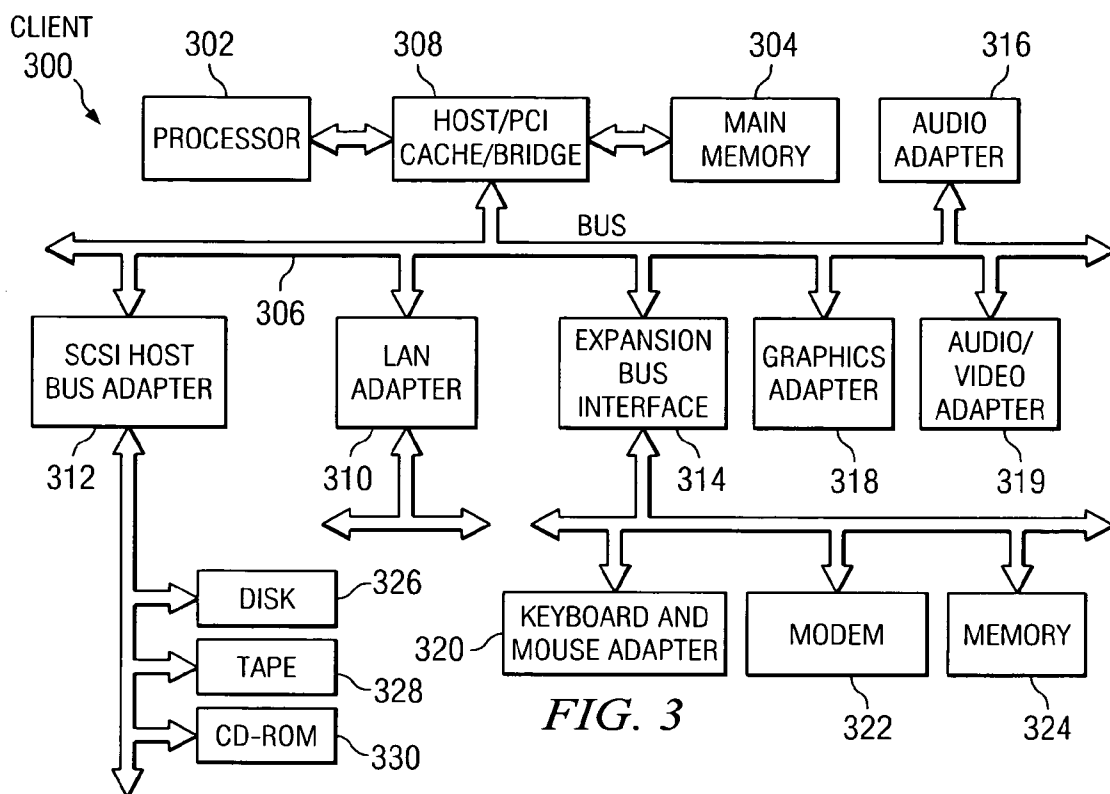 CLIENT
300
302
308
304
316
PROCESSOR
HOST/PCI
CACHE/BRIDGE
MAIN
MEMORY
AUDIO
ADAPTER
BUS
306
SCSI HOST
BUS ADAPTER
LAN
ADAPTER
EXPANSION
BUS
INTERFACE
GRAPHICS
ADAPTER
AUDIO/
VIDEO
ADAPTER
312
310
314
318
319
DISK
326
TAPE
328
CD-ROM
330
320
KEYBOARD AND
MOUSE ADAPTER
MODEM
MEMORY
322
324
FIG. 3